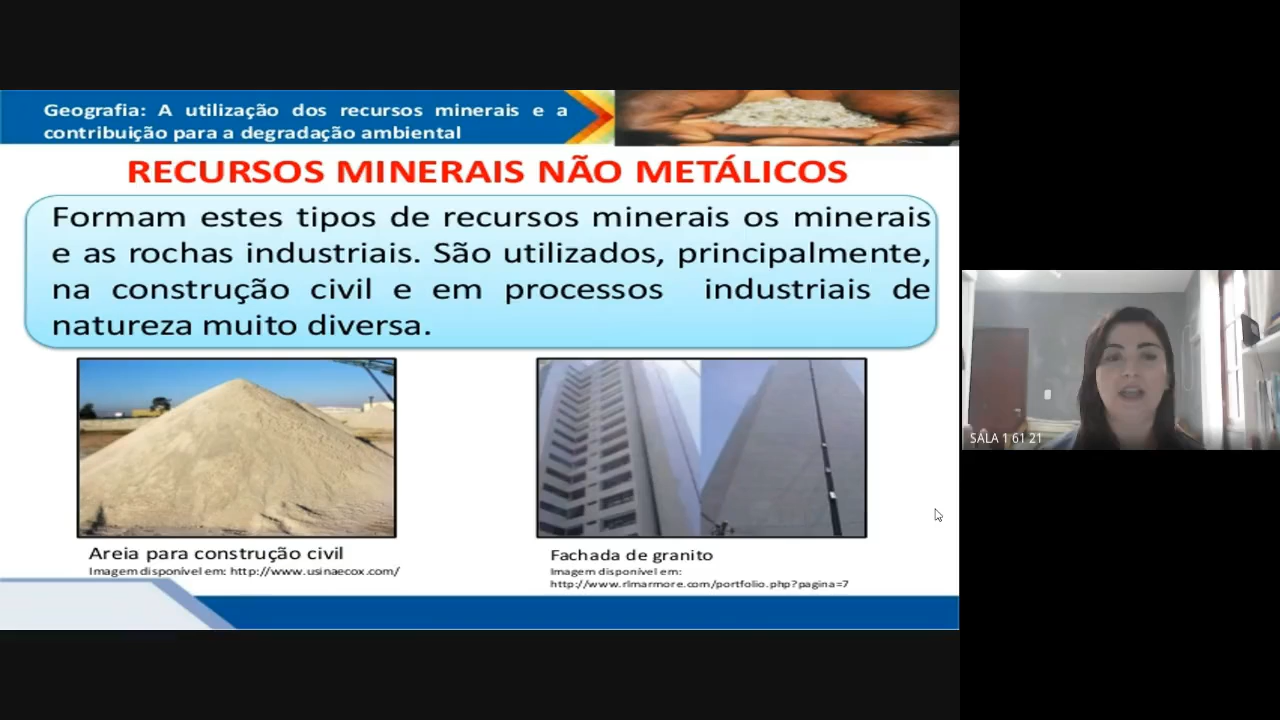 Geografia: A utilização dos recursos minerais e a
contribuição para a degradação ambiental
RECURSOS MINERAIS NÃO METÁLICOS
Formam estes tipos de recursos minerais os minerais
e as rochas industriais. São utilizados, principalmente,
na construção civil e em processos industriais de
natureza muito diversa.
Areia para construção civil
Imagem disponível em: http://www.usinaecox.com/
Fachada de granito
Imagem disponível em:
http://www.rlmarmore.com/portfolio.php?pagina=7
SALA 1 61 21